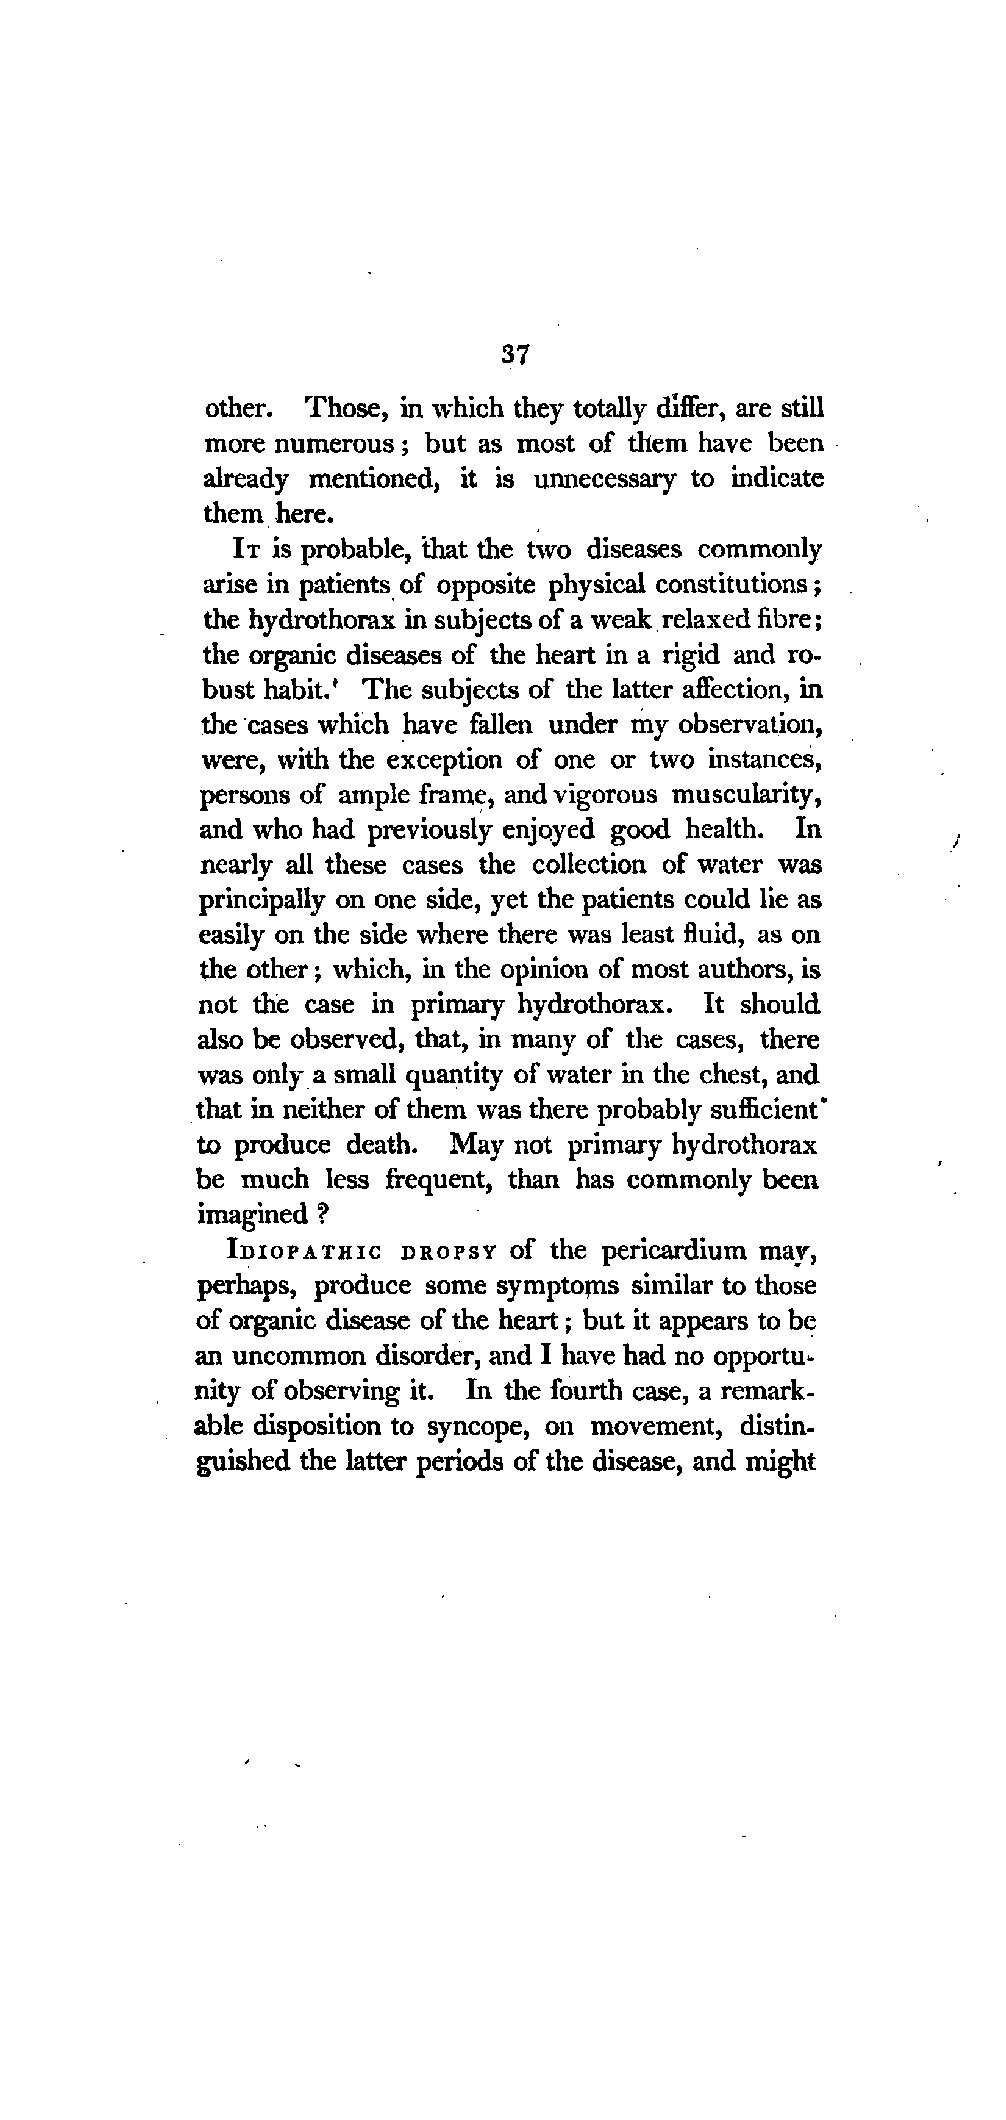 37
other. Those, in which they totally differ, are still
more numerous; but as most of them have been
already mentioned, it is unnecessary to indicate
them here.
It is probable, that the two diseases commonly
arise in patients of opposite physical constitutions;
the hydrothorax in subjects of a weak relaxed fibre;
the organic diseases of the heart in a rigid and ro-
bust habit. The subjects of the latter affection, in
the cases which have fallen under my observation,
were, with the exception of one or two instances,
persons of ample frame, and vigorous muscularity,
and who had previously enjoyed good health. In
nearly all these cases the collection of water was
principally on one side, yet the patients could lie as
easily on the side where there was least fluid, as on
the other; which, in the opinion of most authors, is
not the case in primary hydrothorax. It should
also be observed, that, in many of the cases, there
was only a small quantity of water in the chest, and
that in neither of them was there probably sufficient
to produce death. May not primary hydrothorax
be much less frequent, than has commonly been
imagined?
Idiopathic dropsy of the pericardium may,
perhaps, produce some symptoms similar to those
of organic disease of the heart; but it appears to be
an uncommon disorder, and I have had no opportu-
nity of observing it. In the fourth case, a remark-
able disposition to syncope, on movement, distin-
guished the latter periods of the disease, and might